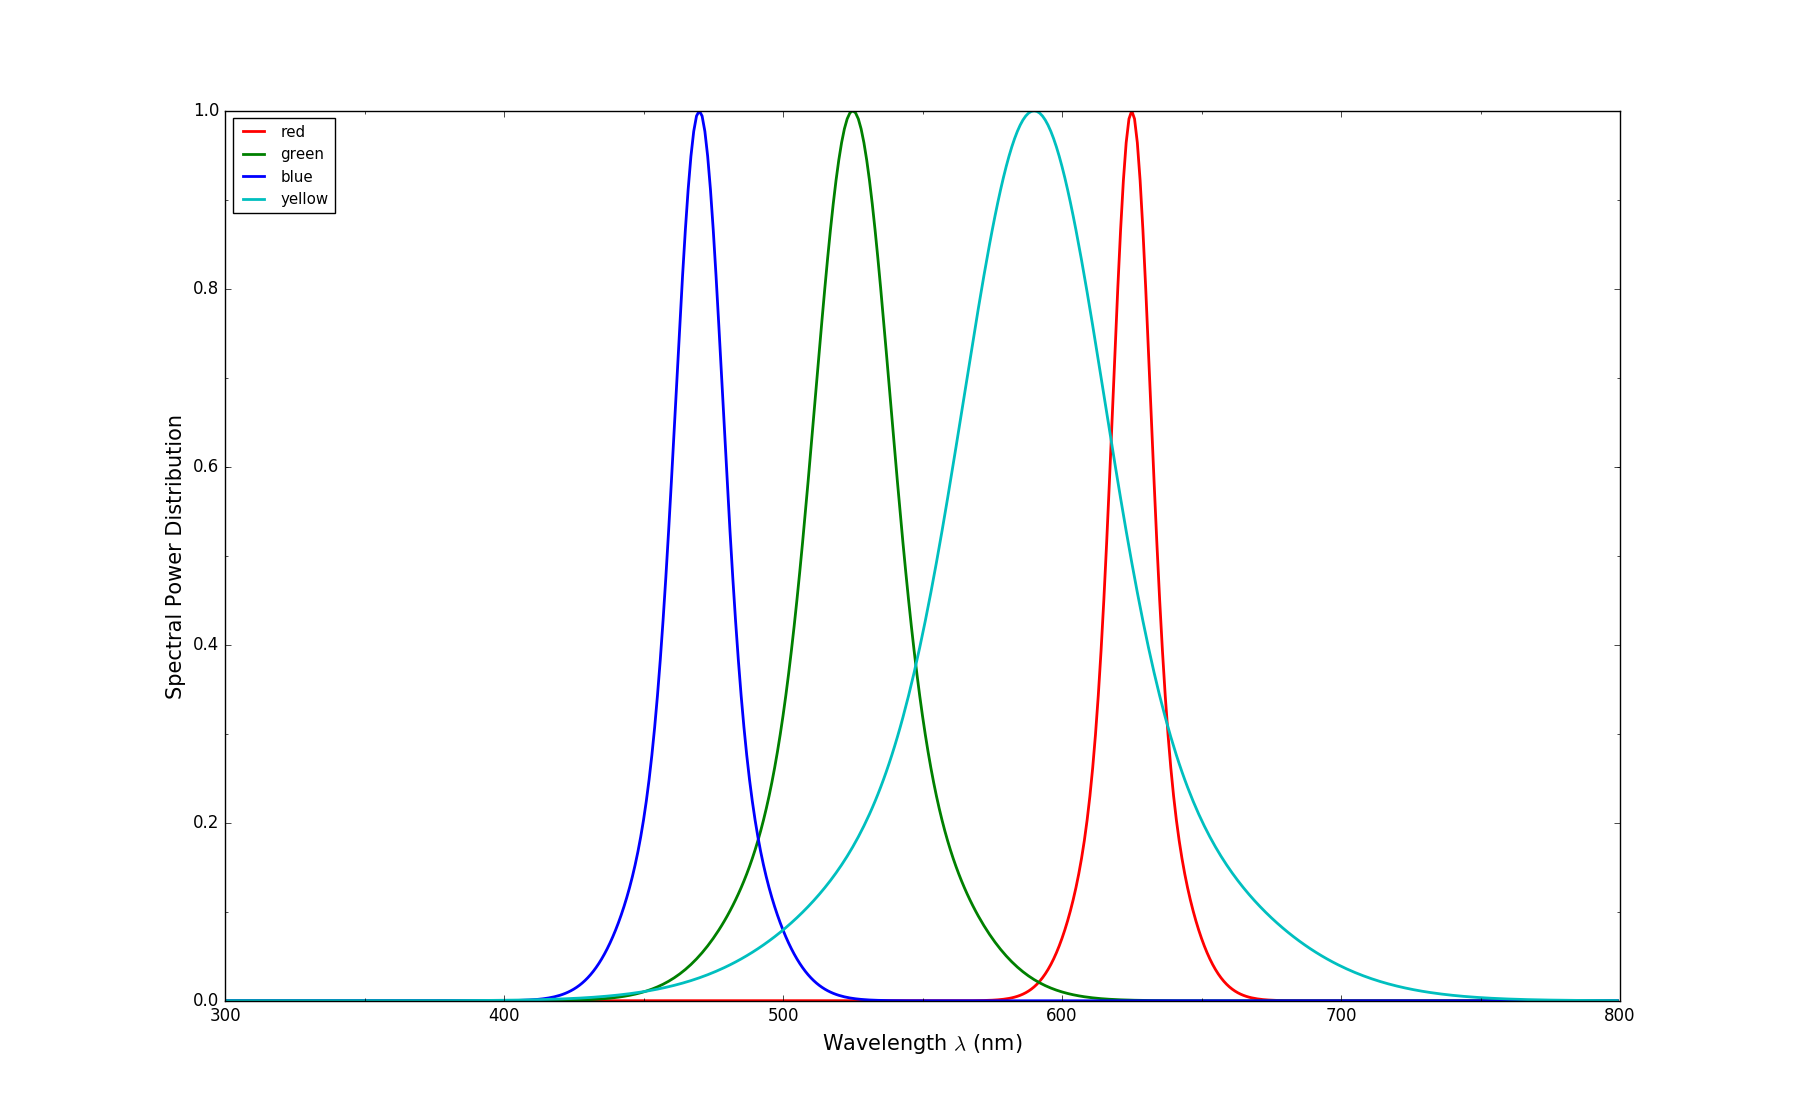 1.0
0.8
0.6
0.4
0.2
0.0
Spectral Power Distribution
red
green
blue
yellow
300 400 500 600 700 800
Wavelength λ (nm)